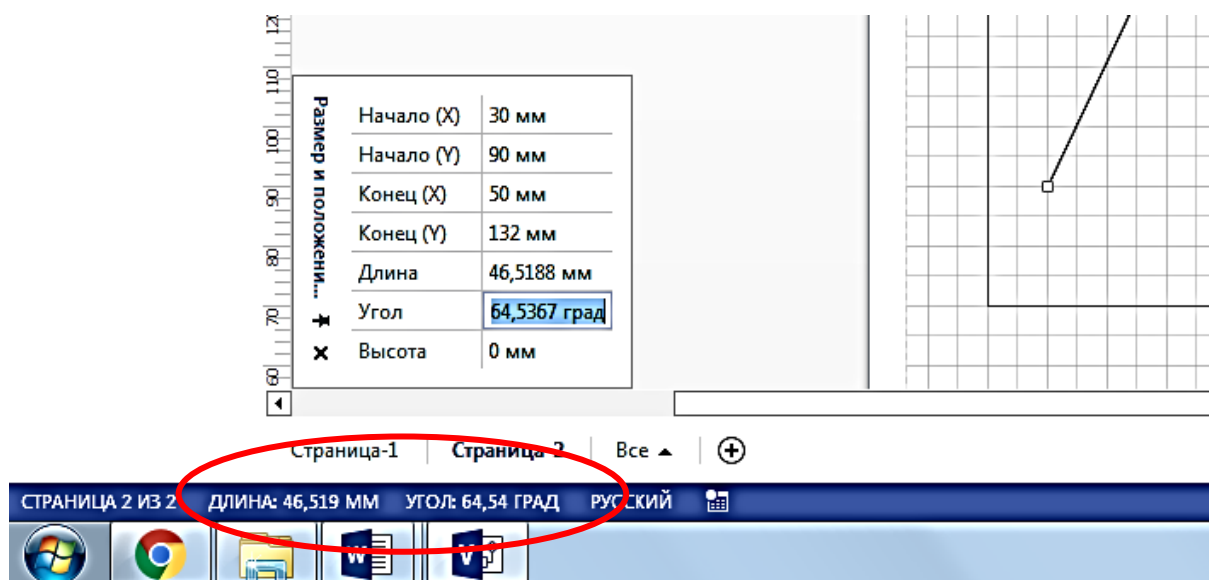 120
110
100
90
80
70
60
Размер и положени...
Начало (X) 30 мм
Начало (Y) 90 мм
Конец (X) 50 мм
Конец (Y) 132 мм
Длина 46,5188 мм
Угол 64,5367 град
Высота 0 мм
Страница-1 Страница-2 Все
СТРАНИЦА 2 ИЗ 2 ДЛИНА: 46,519 ММ УГОЛ: 64,54 ГРАД РУССКИЙ
W V